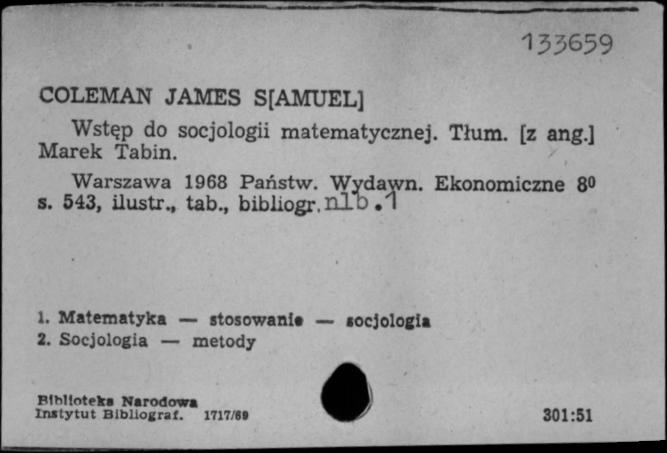 133659
COLEMAN JAMES S[AMUEL]
Wstęp do socjologii matematycznej. Tłum. [z ang.]
Marek Tabin.
Warszawa 1968 Państw. Wydawn. Ekonomiczne 8⁰
s. 543, ilustr., tab., bibliogr. nlb.1
1. Matematyka — stosowanie — socjologia
2. Socjologia — metody
Biblioteka Narodowa
Instytut Bibliograf. 1717/69
301:51